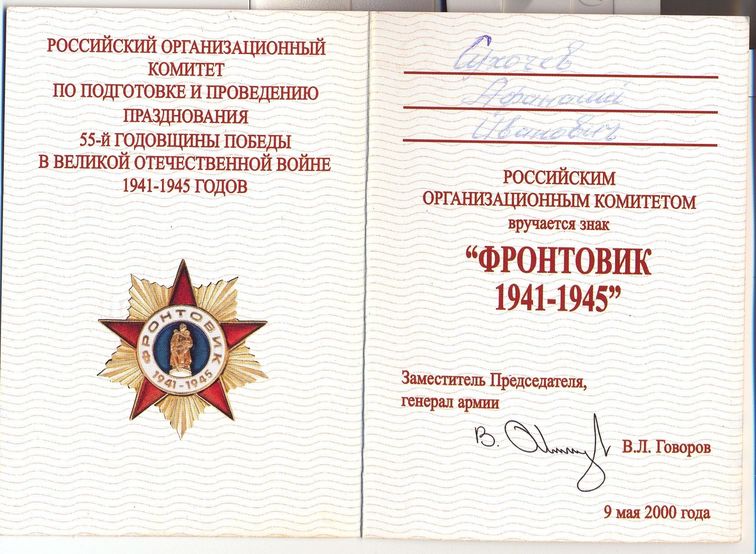 РОССИЙСКИЙ ОРГАНИЗАЦИОННЫЙ
КОМИТЕТ
ПО ПОДГОТОВКЕ И ПРОВЕДЕНИЮ
ПРАЗДНОВАНИЯ
55-й ГОДОВЩИНЫ ПОБЕДЫ
В ВЕЛИКОЙ ОТЕЧЕСТВЕННОЙ ВОЙНЕ
1941-1945 ГОДОВ
ФРОНТОВИК
1941-1945
Сухочев
Афанасий
Иванович
РОССИЙСКИМ
ОРГАНИЗАЦИОННЫМ КОМИТЕТОМ
вручается знак
“ФРОНТОВИК
1941-1945”
Заместитель Председателя,
генерал армии
В.Л. Говоров
9 мая 2000 года